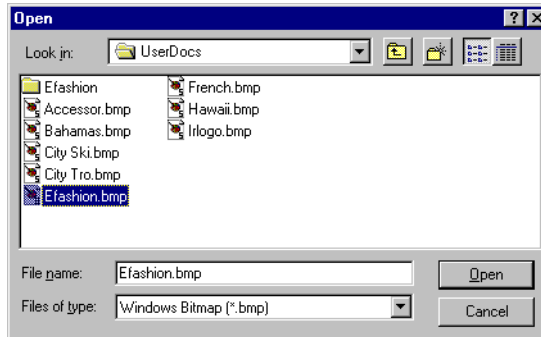 Open
Look in: UserDocs
Efashion
Accessor.bmp
Bahamas.bmp
City Ski.bmp
City Tro.bmp
Efashion.bmp
French.bmp
Hawaii.bmp
Irlogo.bmp
File name: Efashion.bmp
Open
Files of type: Windows Bitmap (*.bmp)
Cancel